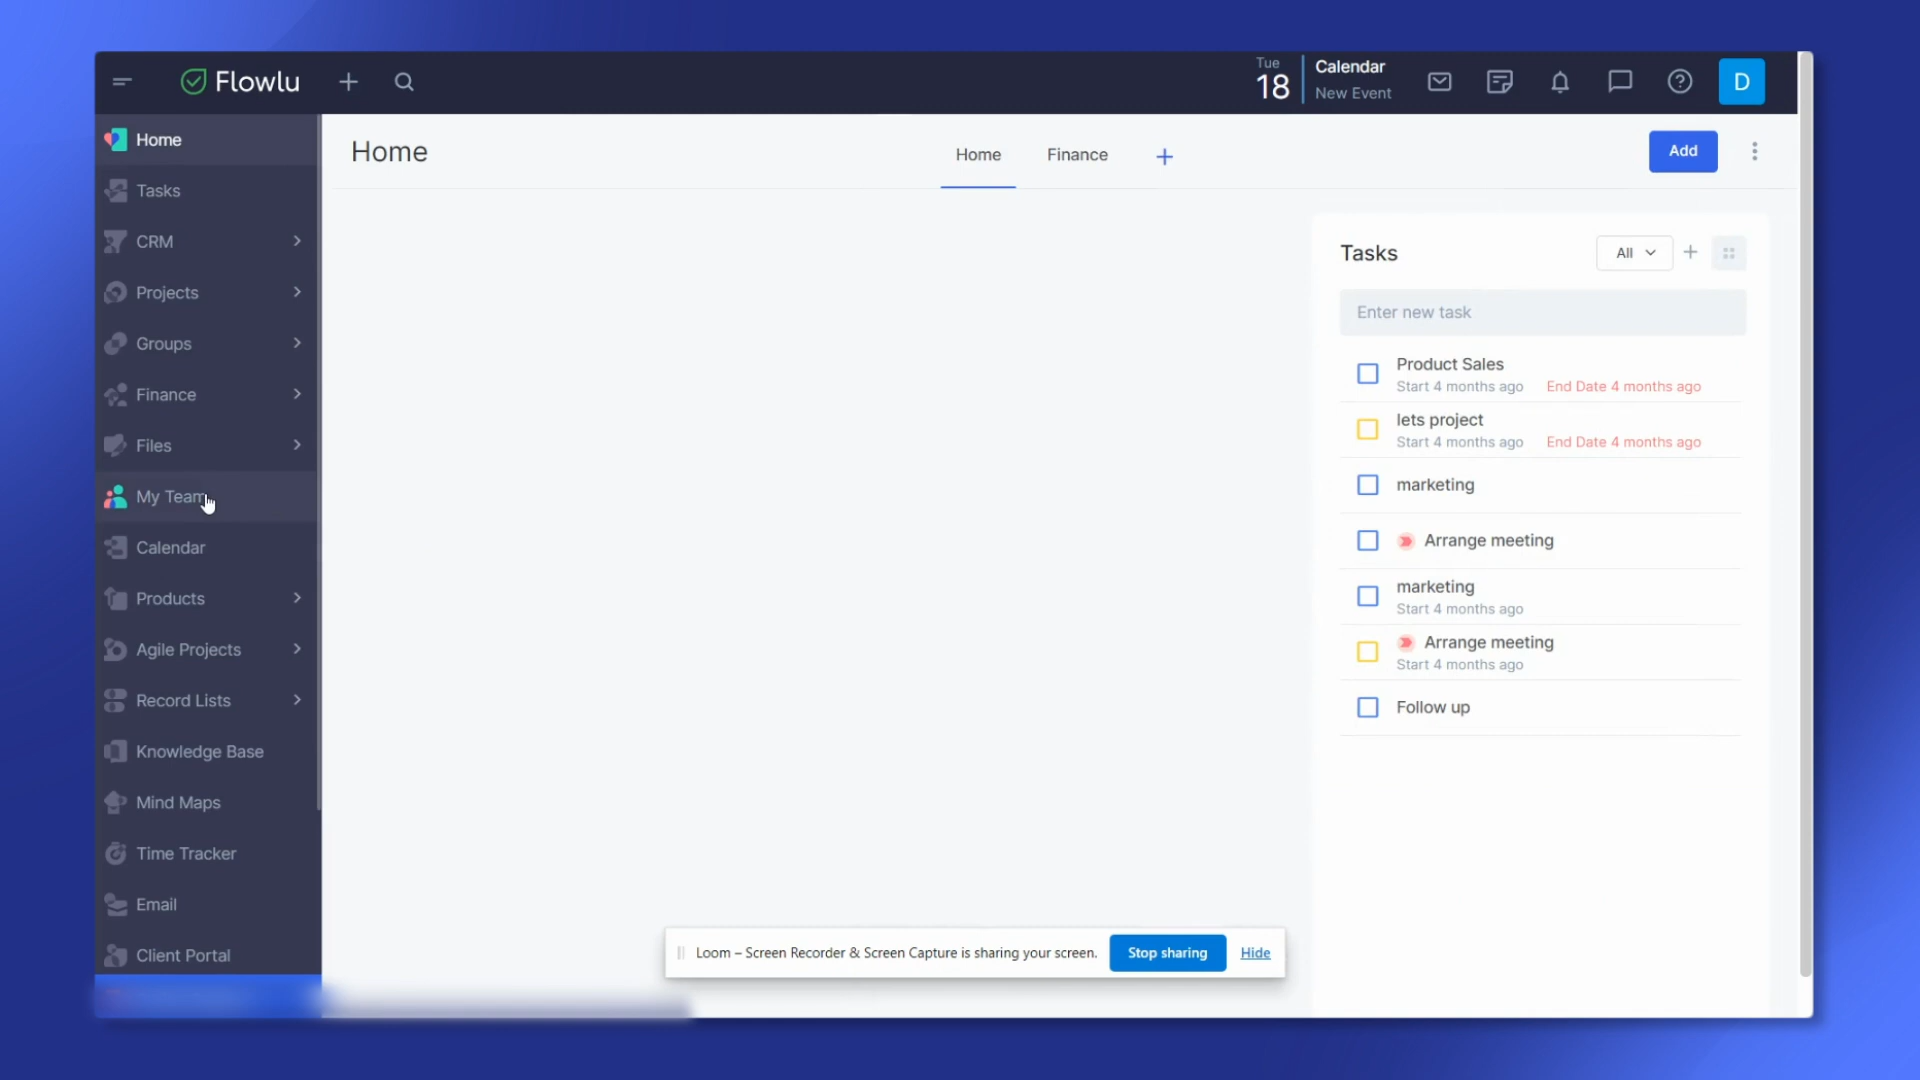 Flowlu
Tue
18
Calendar
New Event
D
Home
Tasks
CRM
Projects
Groups
Finance
Files
My Team
Calendar
Products
Agile Projects
Record Lists
Knowledge Base
Mind Maps
Time Tracker
Email
Client Portal
Home
Home
Finance
Add
Tasks
All
Enter new task
Product Sales
Start 4 months ago End Date 4 months ago
lets project
Start 4 months ago End Date 4 months ago
marketing
Arrange meeting
marketing
Start 4 months ago
Arrange meeting
Start 4 months ago
Follow up
Loom – Screen Recorder & Screen Capture is sharing your screen. Stop sharing Hide